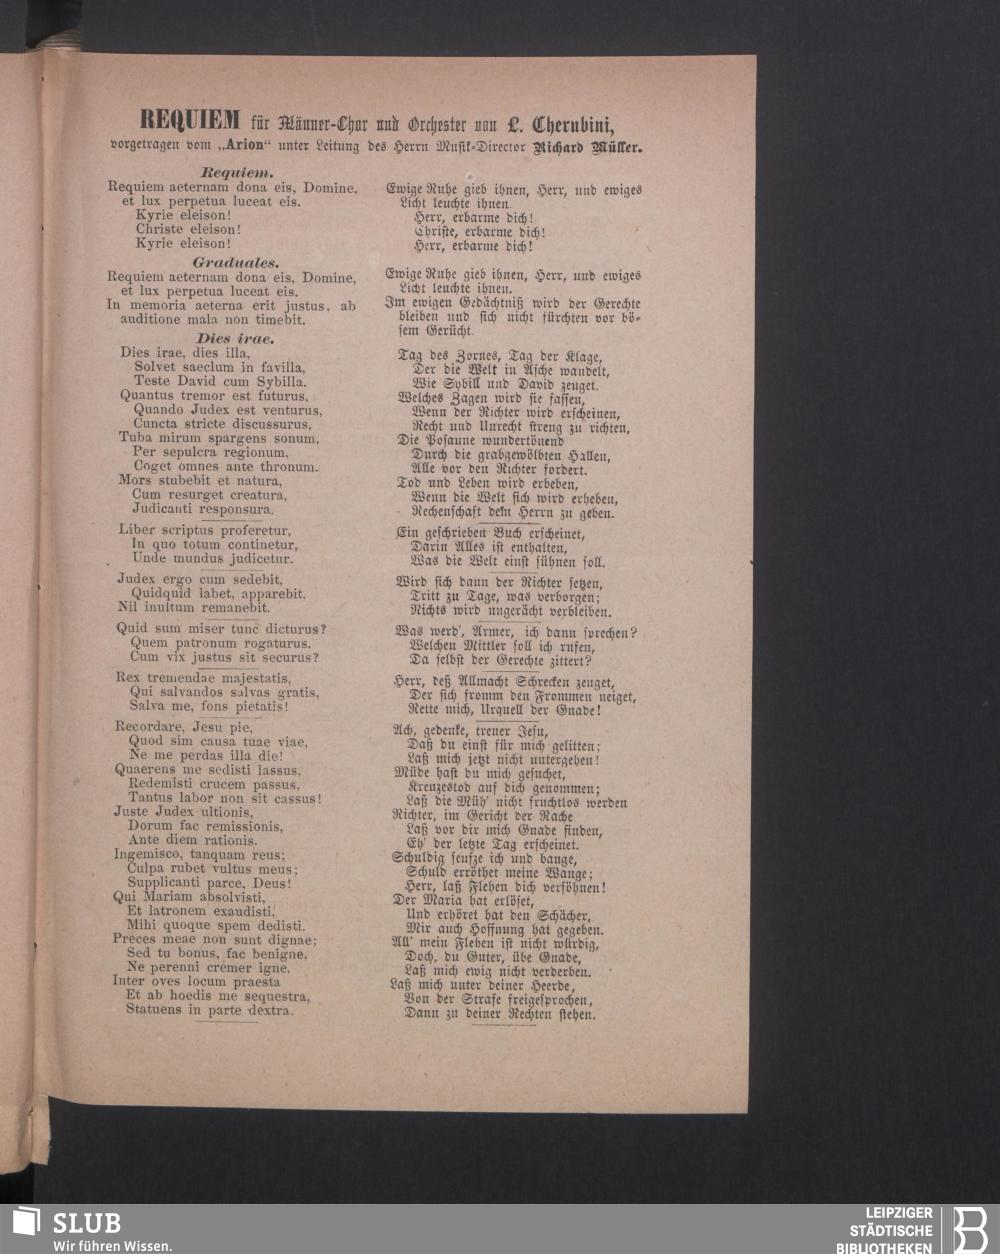 REQUIEM für Männer-Chor und Orchester von L. Cherubini,
vorgetragen vom „Arion“ unter Leitung des Herrn Musik-Director Richard Müller.
Requiem.
Requiem aeternam dona eis, Domine,
et lux perpetua luceat eis.
Kyrie eleison!
Christe eleison!
Kyrie eleison!
Graduales.
Requiem aeternam dona eis, Domine,
et lux perpetua luceat eis.
In memoria aeterna erit justus, ab
auditione mala non timebit.
Dies irae.
Dies irae, dies illa,
Solvet saeclum in favilla,
Teste David cum Sybilla.
Quantus tremor est futurus,
Quando Judex est venturus,
Cuncta stricte discussurus,
Tuba mirum spargens sonum,
Per sepulcra regionum,
Coget omnes ante thronum.
Mors stubebit et natura,
Cum resurget creatura,
Judicanti responsura.
Liber scriptus proferetur,
In quo totum continetur,
Unde mundus judicetur.
Judex ergo cum sedebit,
Quidquid labet, apparebit,
Nil inultum remanebit.
Quid sum miser tunc dicturus?
Quem patronum rogaturus.
Cum vix justus sit securus?
Rex tremendae majestatis,
Qui salvandos salvas gratis,
Salva me, fons pietatis!
Recordare, Jesu pie,
Quod sim causa tuae viae,
Ne me perdas illa die!
Quaerens me sedisti lassus,
Redemisti crucem passus,
Tantus labor non sit cassus!
Juste Judex ultionis,
Dorum fac remissionis,
Ante diem rationis.
Ingemisco, tanquam reus;
Culpa rubet vultus meus;
Supplicanti parce, Deus!
Qui Mariam absolvisti,
Et latronem exaudisti,
Mihi quoque spem dedisti.
Preces meae non sunt dignae;
Sed tu bonus, fac benigne,
Ne perenni cremer igne.
Inter oves locum praesta
Et ab hoedis me sequestra,
Statuens in parte dextra.
Ewige Ruhe gieb ihnen, Herr, und ewiges
Licht leuchte ihnen.
Herr, erbarme dich!
Christe, erbarme dich!
Herr, erbarme dich!
Ewige Ruhe gieb ihnen, Herr, und ewiges
Licht leuchte ihnen.
Im ewigen Gedächtniß wird der Gerechte
bleiben und sich nicht fürchten vor bö-
sem Gerücht.
Tag des Zornes, Tag der Klage,
Der die Welt in Asche wandelt,
Wie Sybill und David zeuget.
Welches Zagen wird sie fassen,
Wenn der Richter wird erscheinen,
Recht und Unrecht streng zu richten,
Die Posaune wundertönend
Durch die grabgewölbten Hallen,
Alle vor den Richter fordert.
Tod und Leben wird erbeben,
Wenn die Welt sich wird erheben,
Rechenschaft dem Herrn zu geben.
Ein geschrieben Buch erscheinet,
Darin Alles ist enthalten,
Was die Welt einst sühnen soll.
Wird sich dann der Richter setzen,
Tritt zu Tage, was verborgen;
Nichts wird ungerächt verbleiben.
Was werd', Armer, ich dann sprechen?
Welchen Mittler soll ich rufen,
Da selbst der Gerechte zittert?
Herr, deß Allmacht Schrecken zeuget,
Der sich fromm den Frommen neiget,
Rette mich, Urquell der Gnade!
Ach, gedenke, treuer Jesu,
Daß du einst für mich gelitten;
Laß mich jetzt nicht untergehen!
Müde hast du mich gesuchet,
Kreuzestod auf dich genommen;
Laß die Müh' nicht fruchtlos werden
Richter, im Gericht der Rache
Laß vor dir mich Gnade finden,
Eh' der letzte Tag erscheinet.
Schuldig seufze ich und bange,
Schuld erröthet meine Wange;
Herr, laß Flehen dich versöhnen!
Der Maria hat erlöset,
Und erhöret hat den Schächer,
Mir auch Hoffnung hat gegeben.
All' mein Flehen ist nicht würdig,
Doch, du Guter, übe Gnade,
Laß mich ewig nicht verderben.
Laß mich unter deiner Heerde,
Von der Strafe freigesprochen,
Dann zu deiner Rechten stehen.
SLUB
Wir führen Wissen.
LEIPZIGER
STÄDTISCHE
BIBLIOTHEKEN